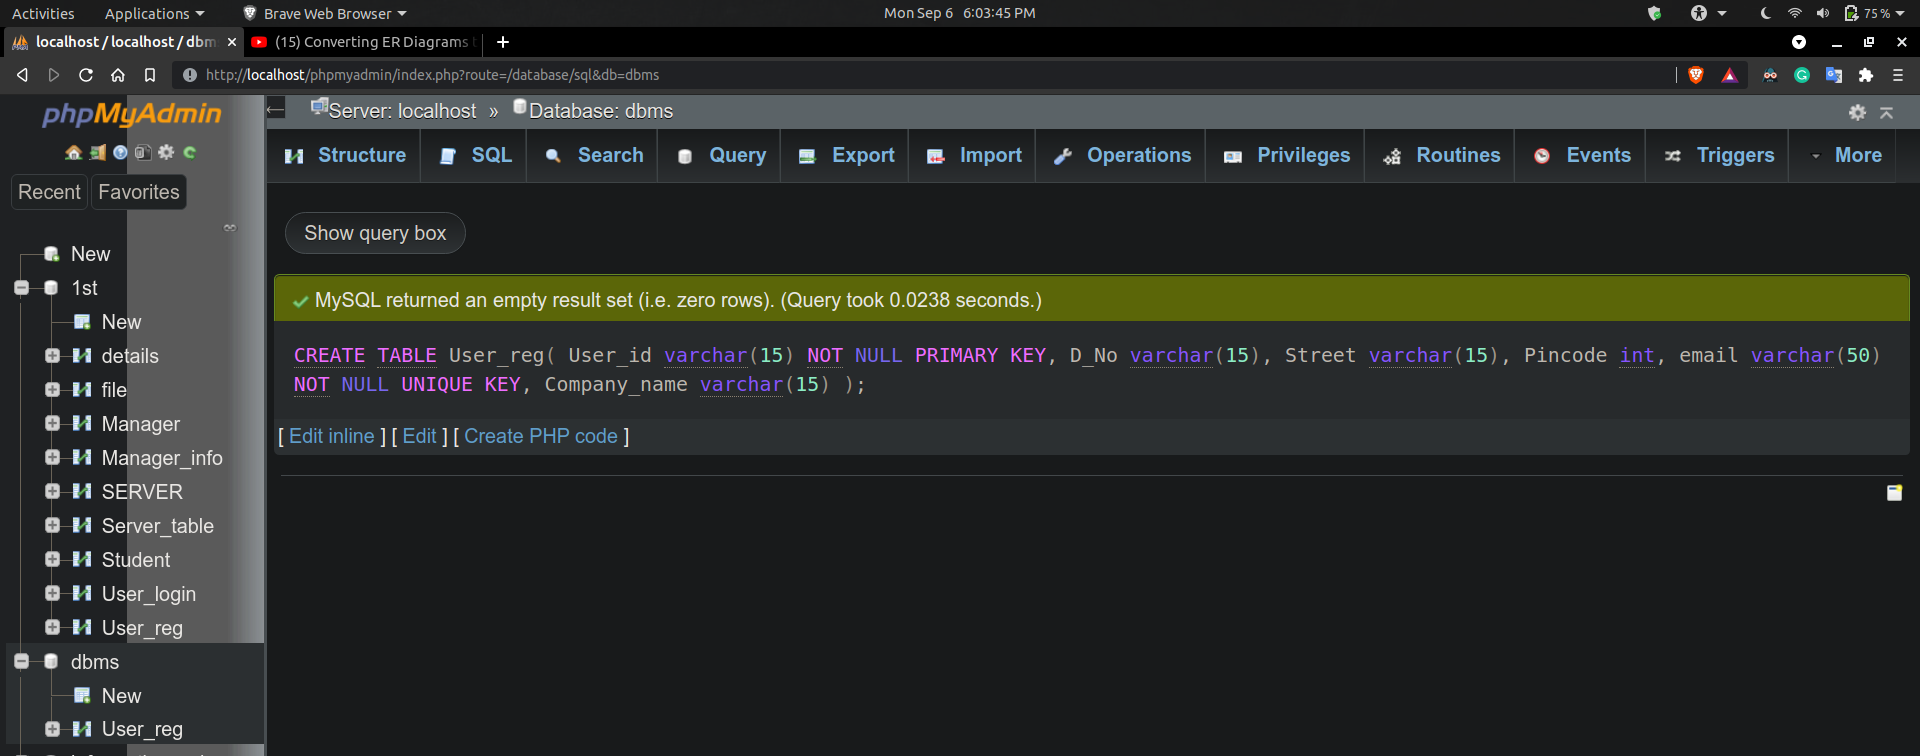 Activities Applications Brave Web Browser Mon Sep 6 6:03:45 PM 75 %
localhost / localhost / dbm (15) Converting ER Diagrams
http://localhost/phpmyadmin/index.php?route=/database/sql&db=dbms
phpMyAdmin
Server: localhost » Database: dbms
Structure SQL Search Query Export Import Operations Privileges Routines Events Triggers More
Recent Favorites
Show query box
New
1st
New
details
file
Manager
Manager_info
SERVER
Server_table
Student
User_login
User_reg
dbms
New
User_reg
MySQL returned an empty result set (i.e. zero rows). (Query took 0.0238 seconds.)
CREATE TABLE User_reg( User_id varchar(15) NOT NULL PRIMARY KEY, D_No varchar(15), Street varchar(15), Pincode int, email varchar(50)
NOT NULL UNIQUE KEY, Company_name varchar(15) );
[ Edit inline ] [ Edit ] [ Create PHP code ]